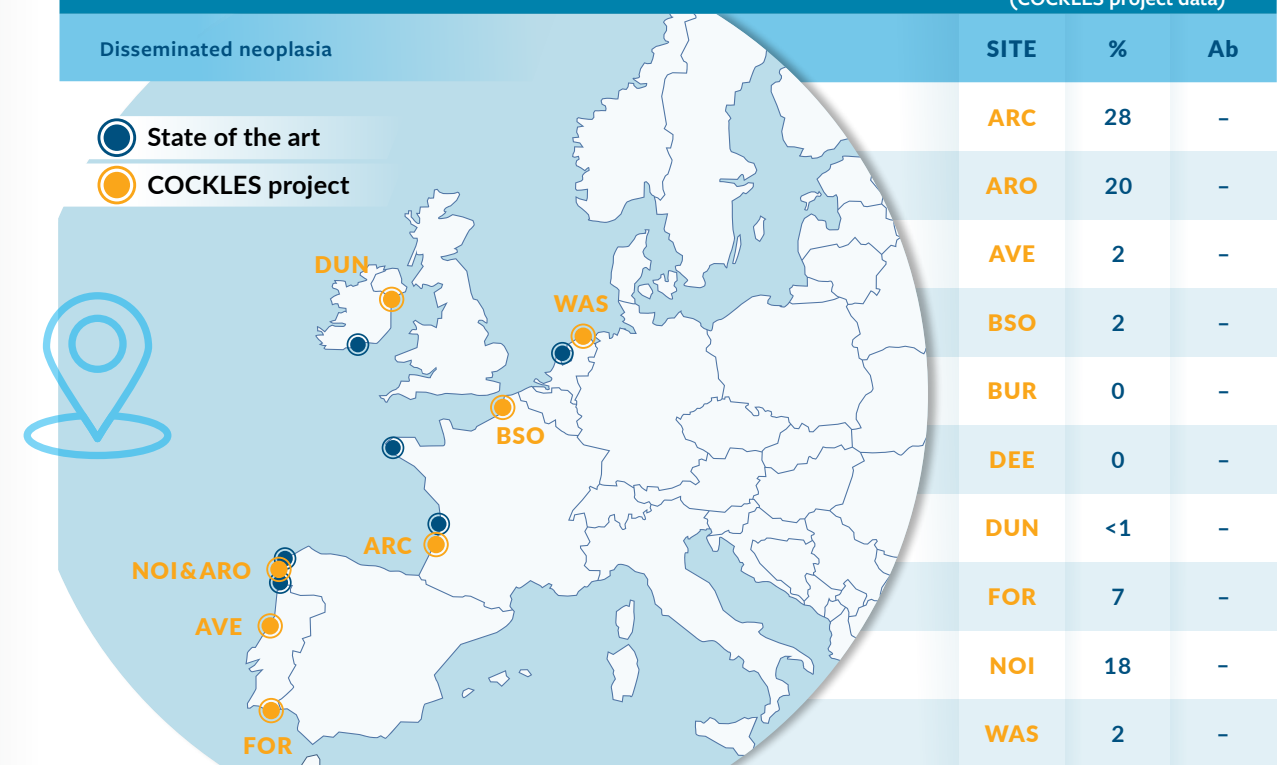 (COCKLES project data)
Disseminated neoplasia
SITE % Ab
State of the art
COCKLES project
DUN
WAS
BSO
ARC
NOI&ARO
AVE
FOR
ARC 28 –
ARO 20 –
AVE 2 –
BSO 2 –
BUR 0 –
DEE 0 –
DUN <1 –
FOR 7 –
NOI 18 –
WAS 2 –